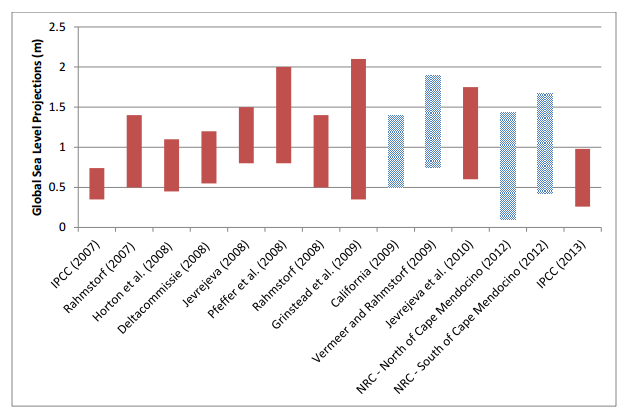 Global Sea Level Projections (m)
2.5
2
1.5
1
0.5
0
IPCC (2007)
Rahmstorf (2007)
Horton et al. (2008)
Deltacommissie (2008)
Jevrejeva (2008)
Pfeffer et al. (2008)
Rahmstorf (2008)
Grinstead et al. (2009)
California (2009)
Vermeer and Rahmstorf (2009)
Jevrejeva et al. (2010)
NRC - North of Cape Mendocino (2012)
NRC - South of Cape Mendocino (2012)
IPCC (2013)